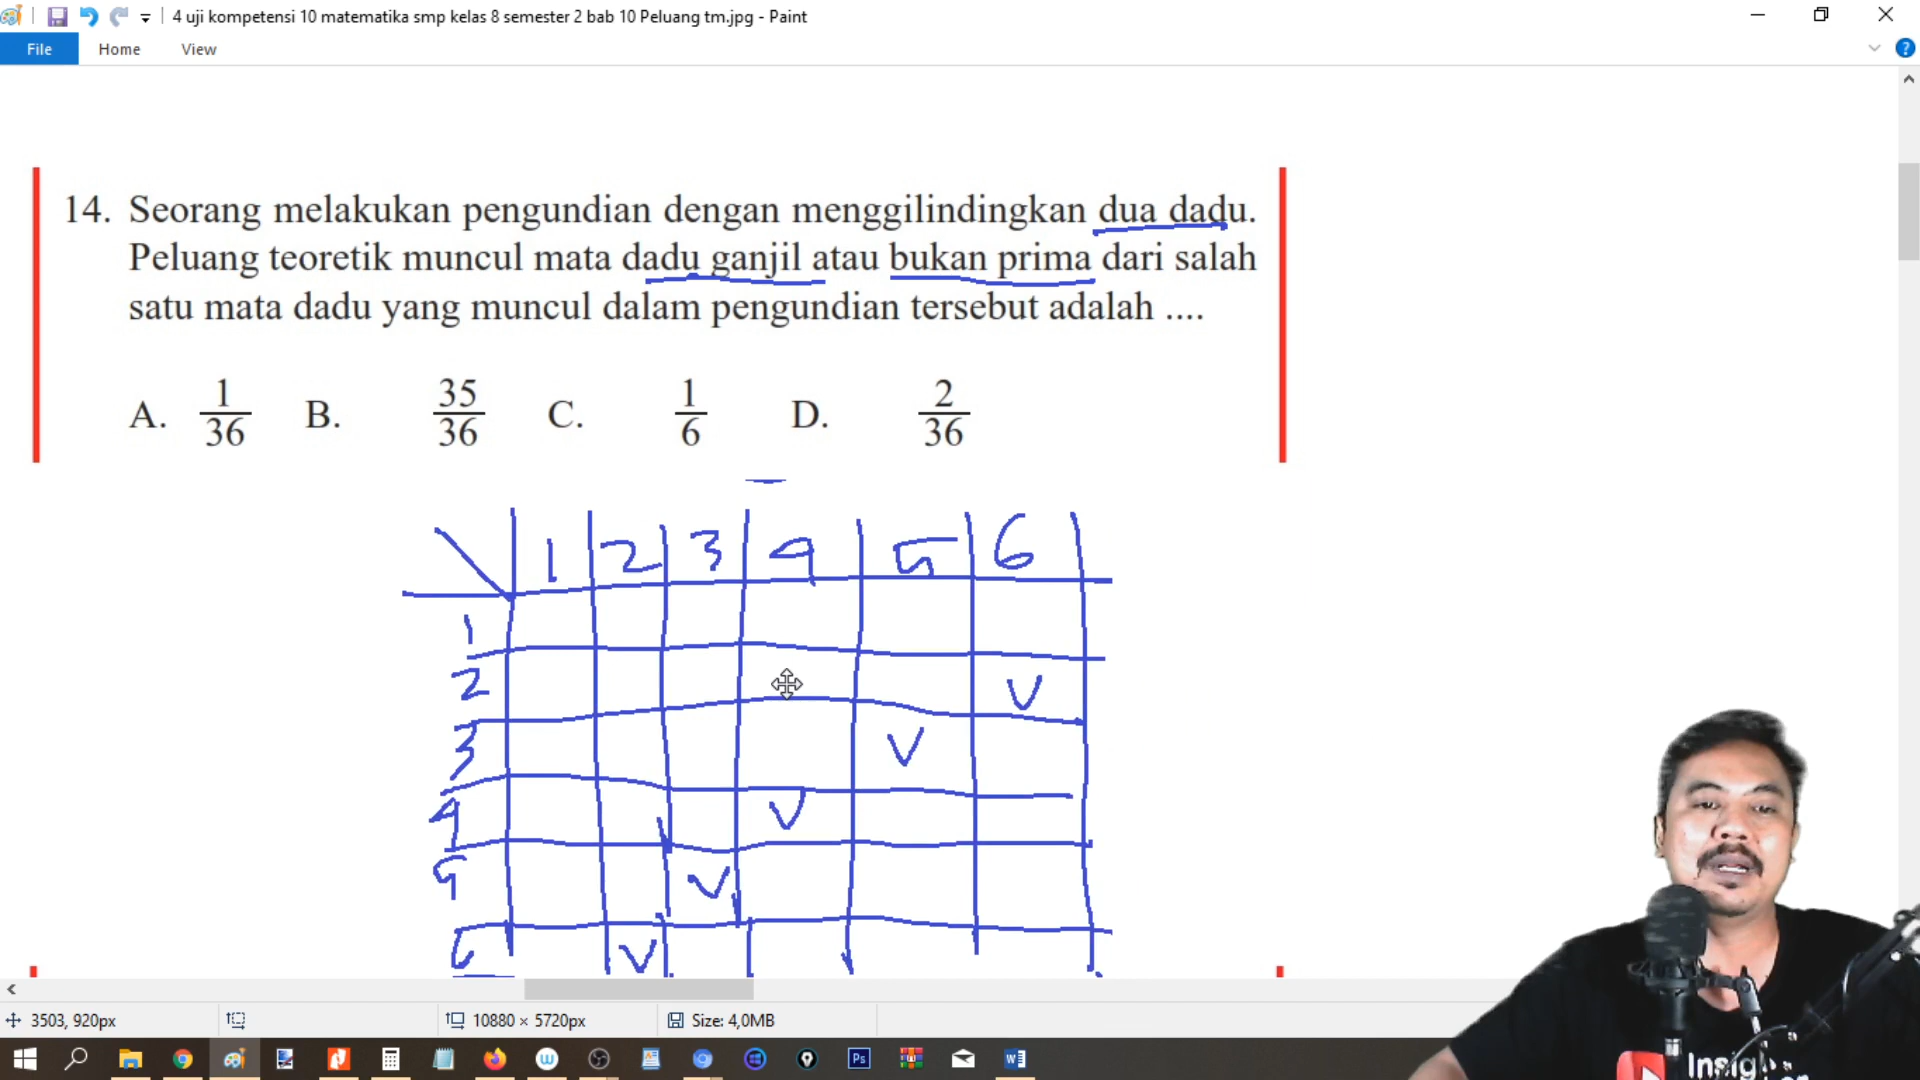 4 uji kompetensi 10 matematika smp kelas 8 semester 2 bab 10 Peluang tm.jpg - Paint
File Home View
14. Seorang melakukan pengundian dengan menggilindingkan dua dadu.
Peluang teoretik muncul mata dadu ganjil atau bukan prima dari salah
satu mata dadu yang muncul dalam pengundian tersebut adalah ....
A. 1/36 B. 35/36 C. 1/6 D. 2/36
1 2 3 4 5 6
1
2 V
3 V
4 V
5 V
6 V
3503, 920px 10880 × 5720px Size: 4,0MB
Insig